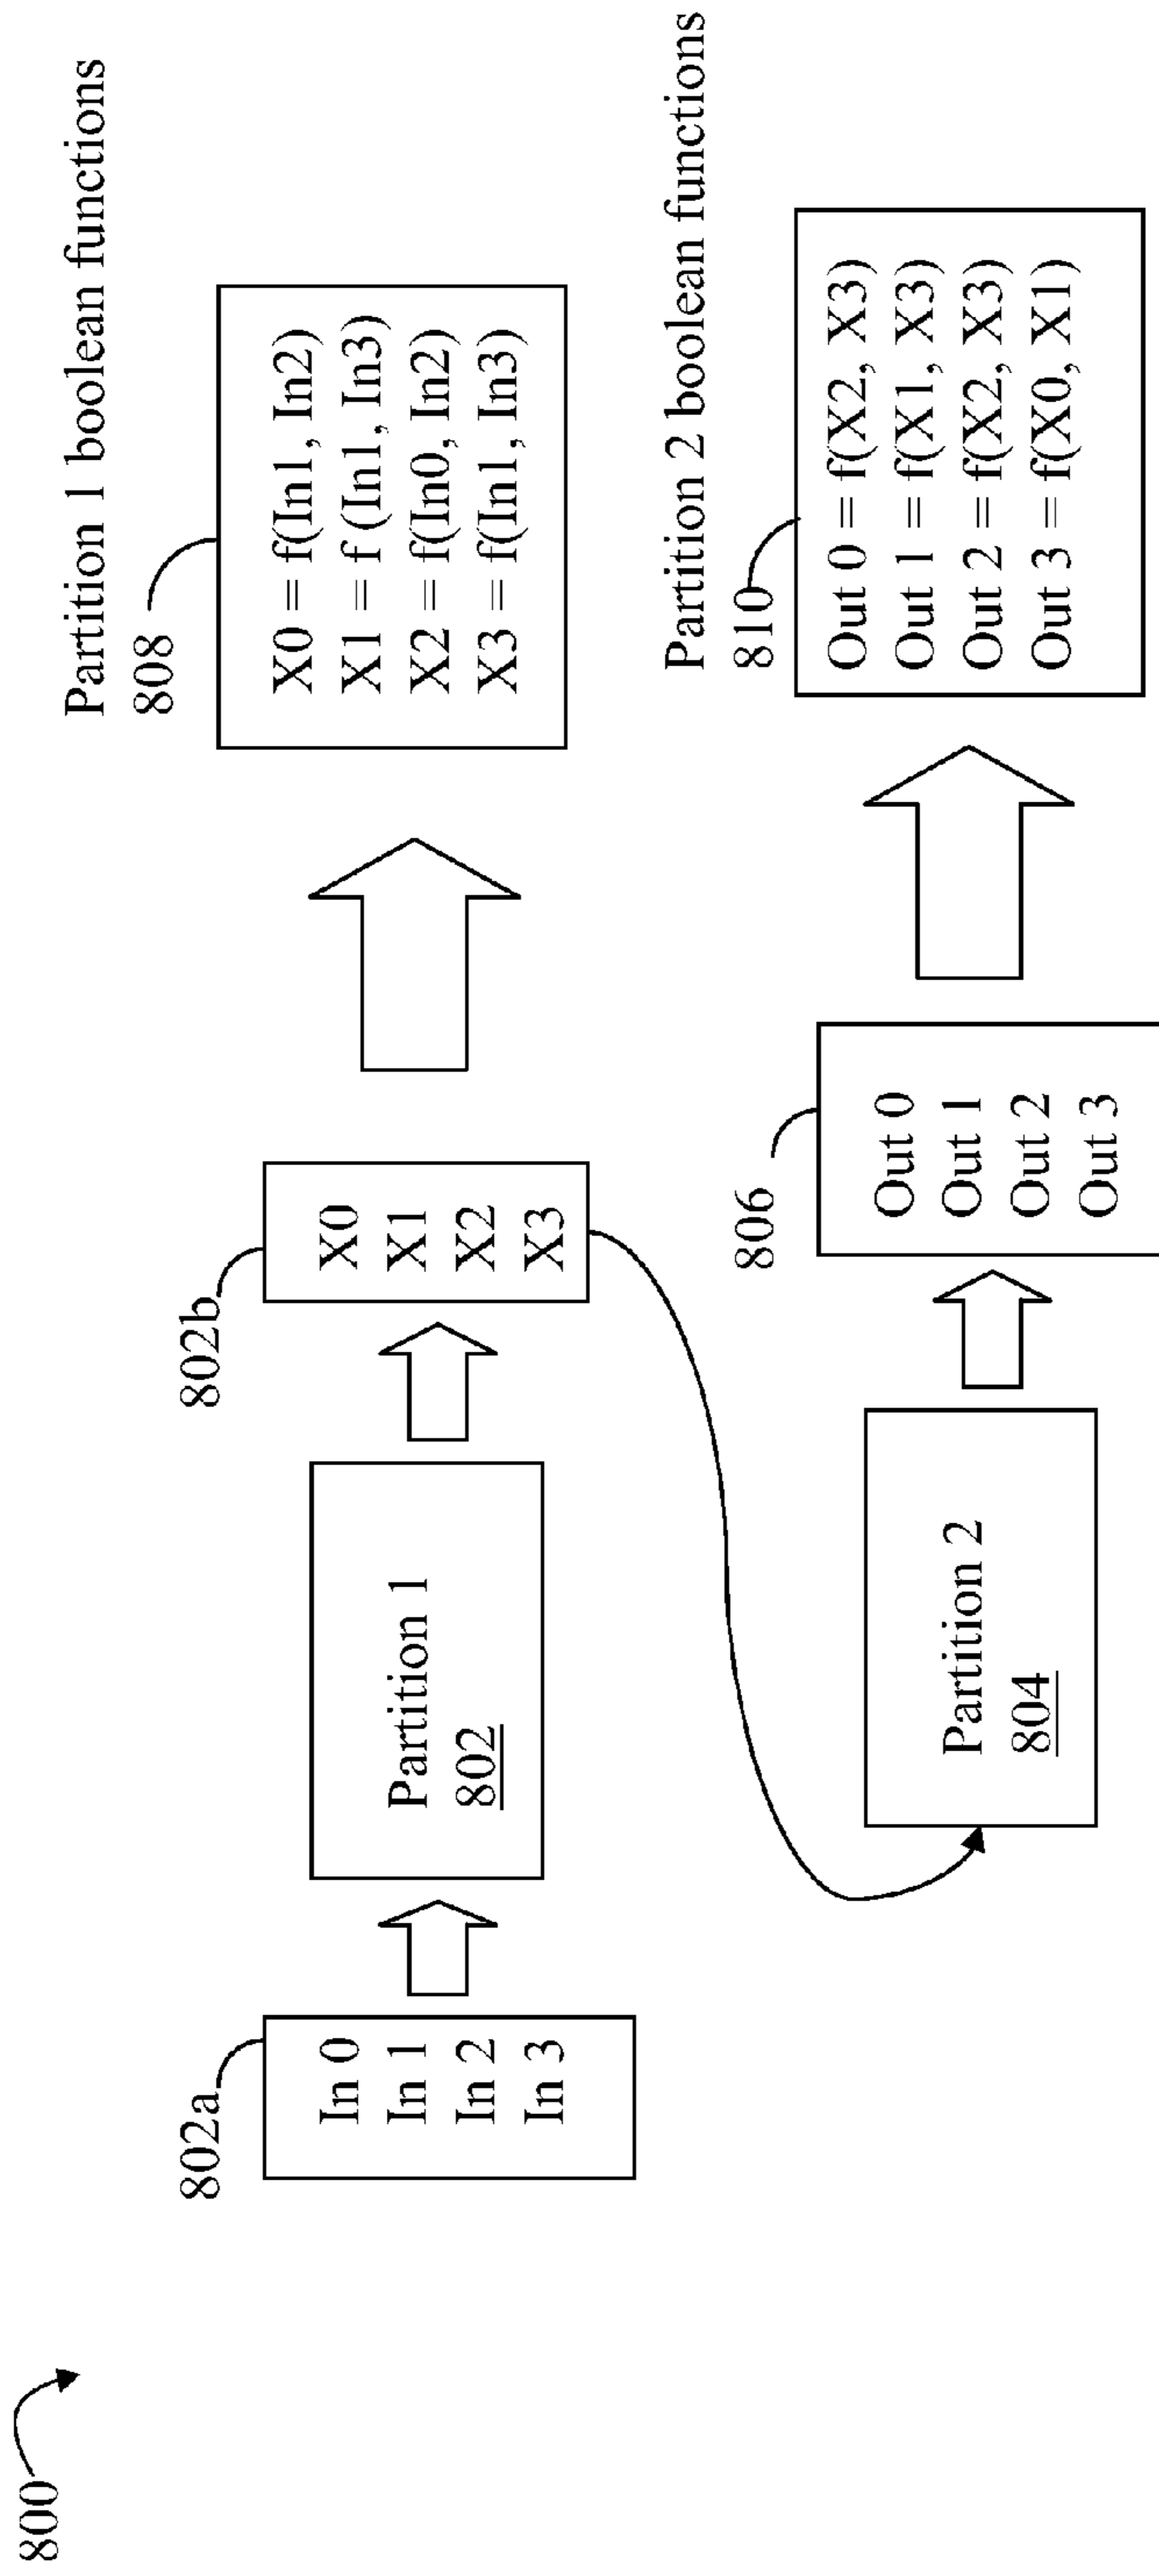 800
Partition 1 boolean functions
808
802a
802b
In 0
In 1
In 2
In 3
Partition 1
802
X0
X1
X2
X3
X0 = f(In1, In2)
X1 = f (In1, In3)
X2 = f(In0, In2)
X3 = f(In1, In3)
Partition 2 boolean functions
810
806
Partition 2
804
Out 0
Out 1
Out 2
Out 3
Out 0 = f(X2, X3)
Out 1 = f(X1, X3)
Out 2 = f(X2, X3)
Out 3 = f(X0, X1)